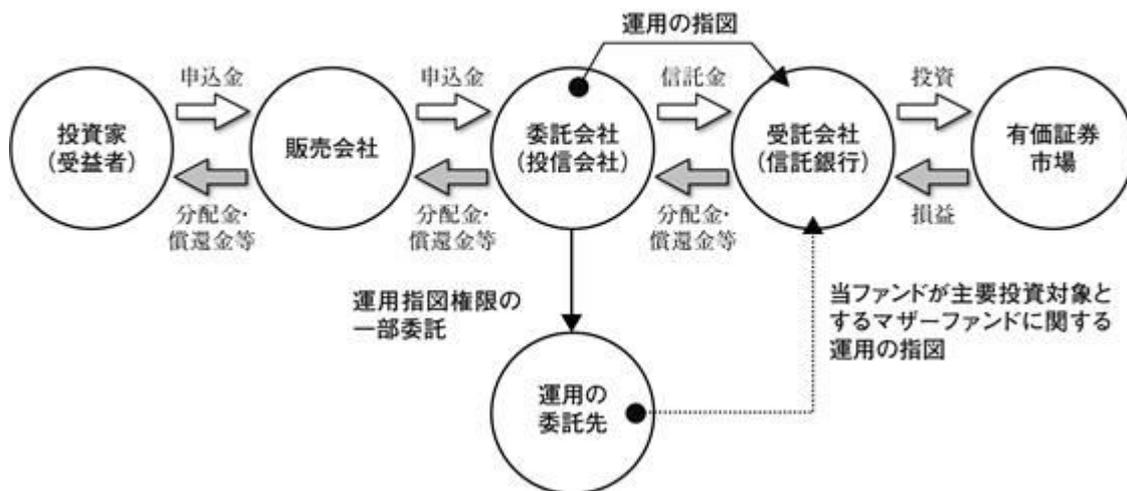 運用の指図
申込金
申込金
信託金
投資
投資家
（受益者）
販売会社
委託会社
（投信会社）
受託会社
（信託銀行）
有価証券
市場
分配金・
償還金等
分配金・
償還金等
分配金・
償還金等
損益
運用指図権限の
一部委託
当ファンドが主要投資対象と
するマザーファンドに関する
運用の指図
運用の
委託先